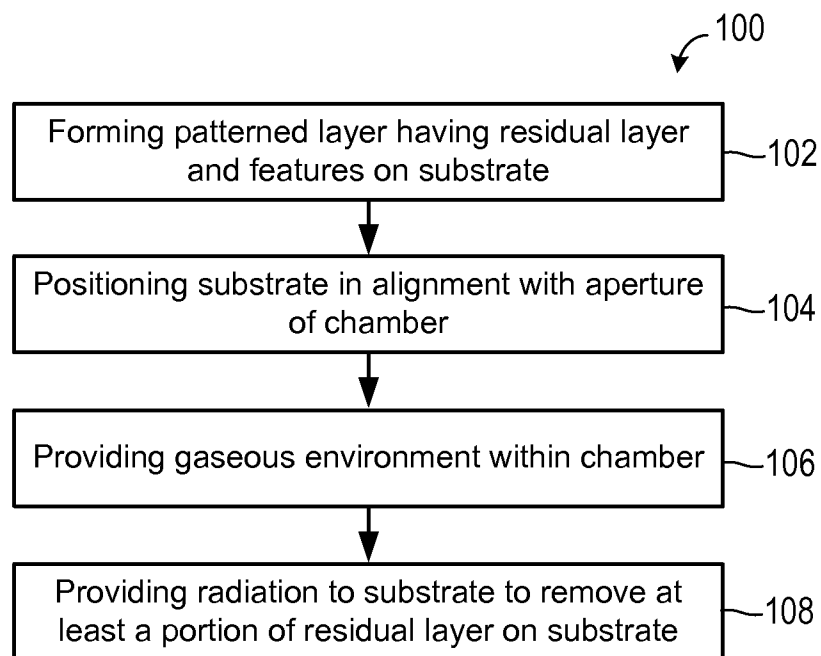 100
Forming patterned layer having residual layer
and features on substrate
102
Positioning substrate in alignment with aperture
of chamber
104
Providing gaseous environment within chamber
106
Providing radiation to substrate to remove at
least a portion of residual layer on substrate
108